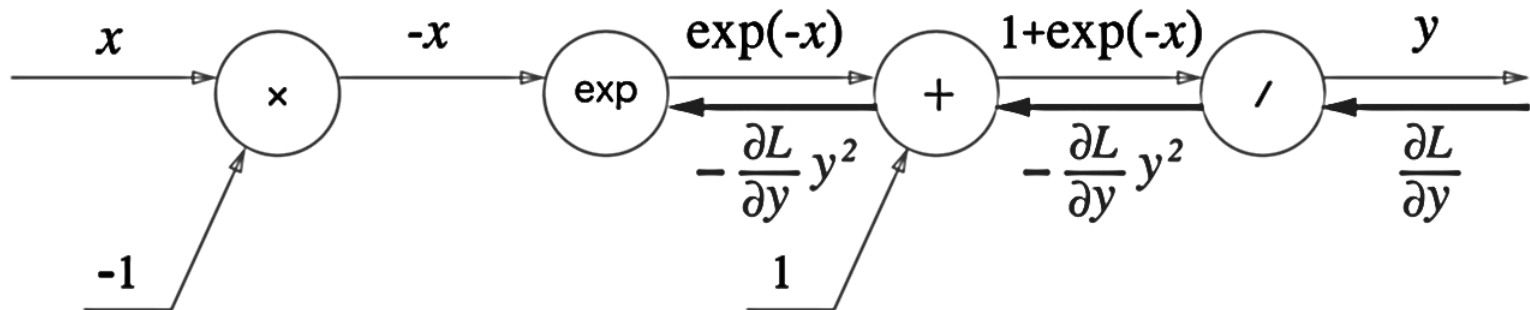 x -x exp(-x) 1+exp(-x) y
× exp + /
-∂L/∂y y² -∂L/∂y y² ∂L/∂y
-1 1